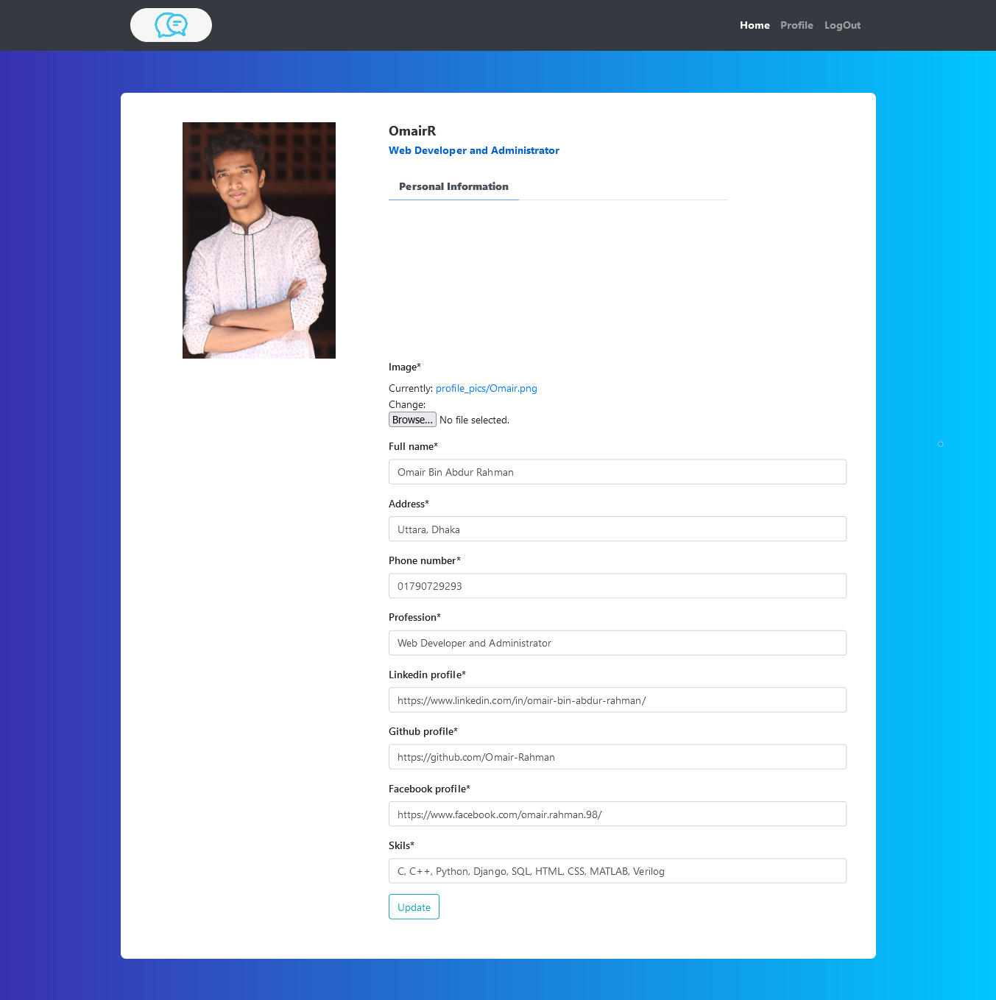 Home Profile LogOut
OmairR
Web Developer and Administrator
Personal Information
Image*
Currently: profile_pics/Omair.png
Change:
Browse... No file selected.
Full name*
Omair Bin Abdur Rahman
Address*
Uttara, Dhaka
Phone number*
01790729293
Profession*
Web Developer and Administrator
Linkedin profile*
https://www.linkedin.com/in/omair-bin-abdur-rahman/
Github profile*
https://github.com/Omair-Rahman
Facebook profile*
https://www.facebook.com/omair.rahman.98/
Skils*
C, C++, Python, Django, SQL, HTML, CSS, MATLAB, Verilog
Update